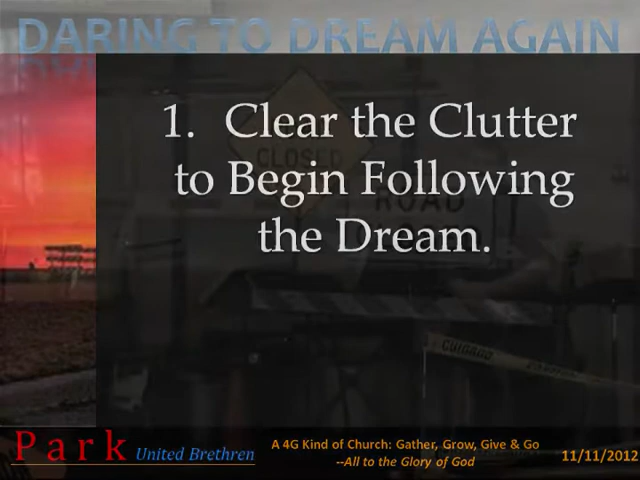 DARING TO DREAM AGAIN
1. Clear the Clutter
to Begin Following
the Dream.
CLOSED
ROAD
CUIDADO
Park United Brethren
A 4G Kind of Church: Gather, Grow, Give & Go
--All to the Glory of God
11/11/2012